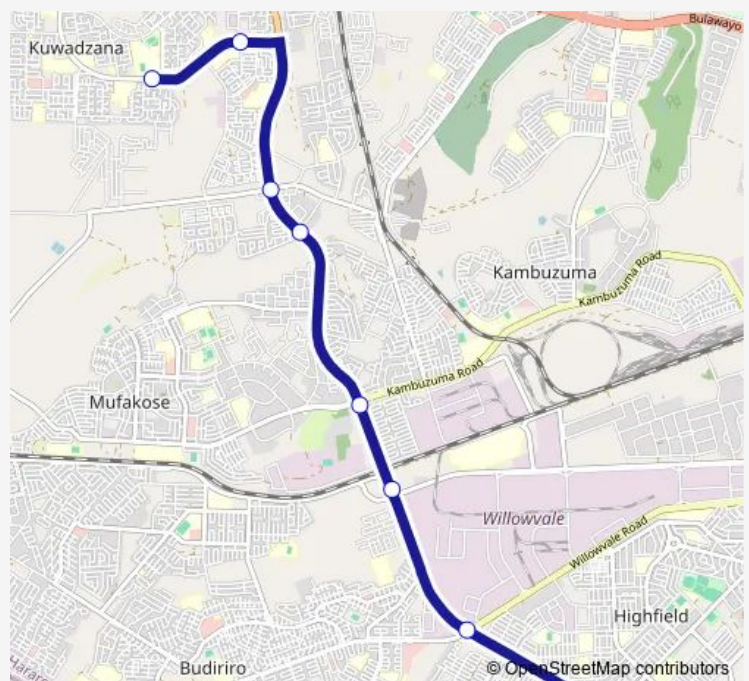 Bulawayo
Kuwadzana
Kambuzuma
Kambuzuma Road
Kambuzuma Road
Mufakose
Willowvale
Willowvale Road
Highfield
Budiriro
© OpenStreetMap contributors